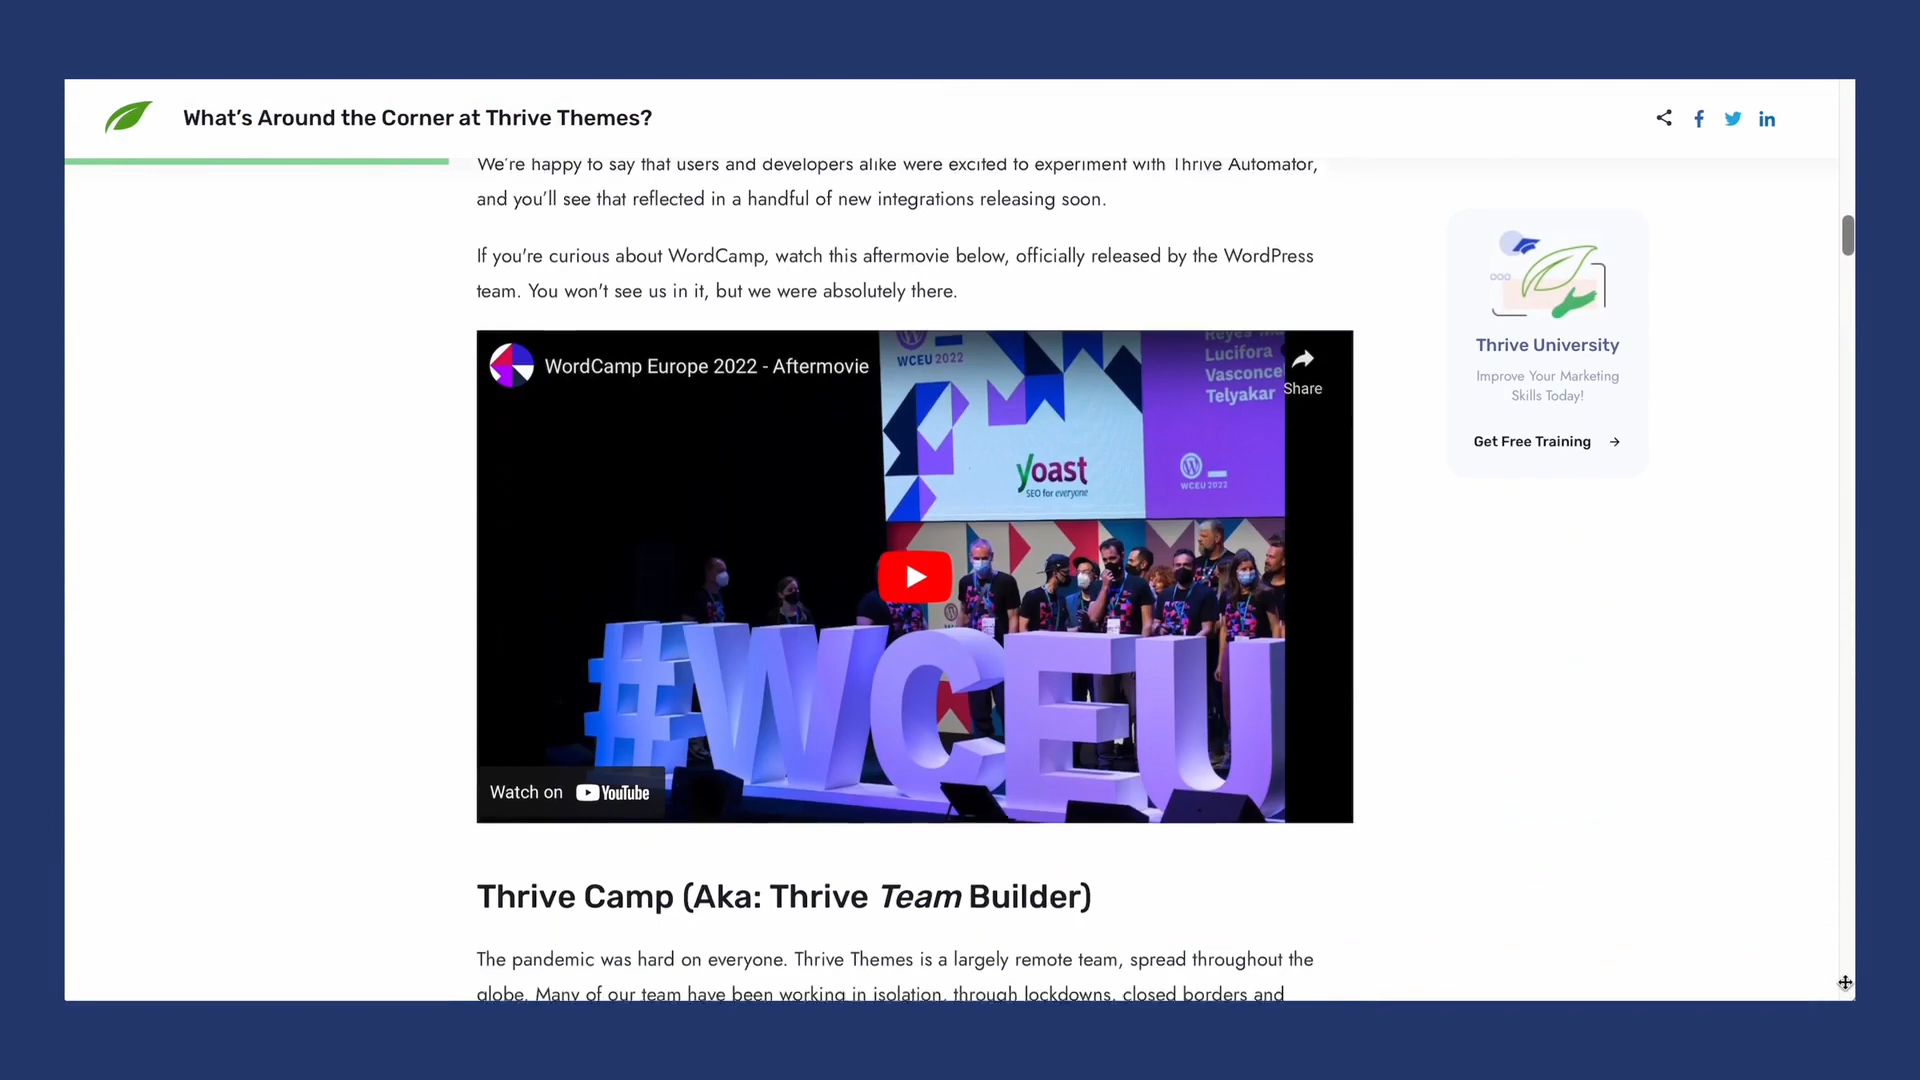 What's Around the Corner at Thrive Themes?
We're happy to say that users and developers alike were excited to experiment with Thrive Automator,
and you'll see that reflected in a handful of new integrations releasing soon.
If you're curious about WordCamp, watch this aftermovie below, officially released by the WordPress
team. You won't see us in it, but we were absolutely there.
WordCamp Europe 2022 - Aftermovie
Share
WCEU 2022
Lucifora
Vasconce
Telyakar
yoast
SEO for everyone
WCEU 2022
#WCEU
Watch on YouTube
Thrive University
Improve Your Marketing
Skills Today!
Get Free Training →
Thrive Camp (Aka: Thrive Team Builder)
The pandemic was hard on everyone. Thrive Themes is a largely remote team, spread throughout the
globe. Many of our team have been working in isolation, through lockdowns, closed borders and